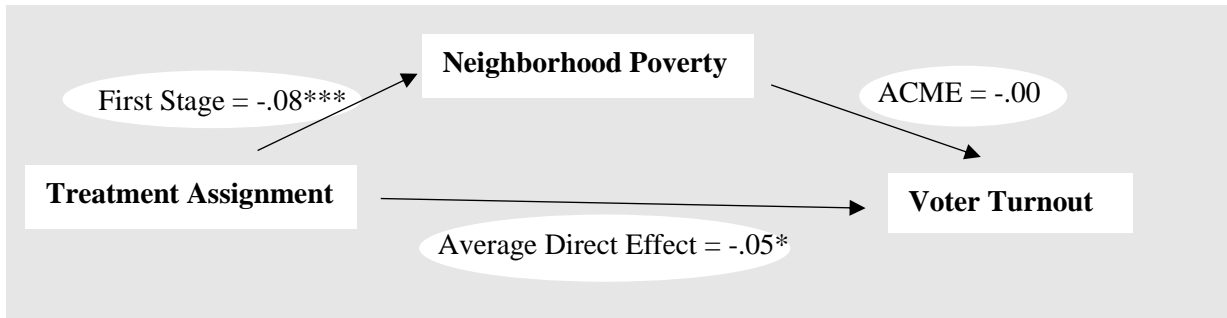 Neighborhood Poverty
First Stage = -.08***
ACME = -.00
Treatment Assignment
Voter Turnout
Average Direct Effect = -.05*